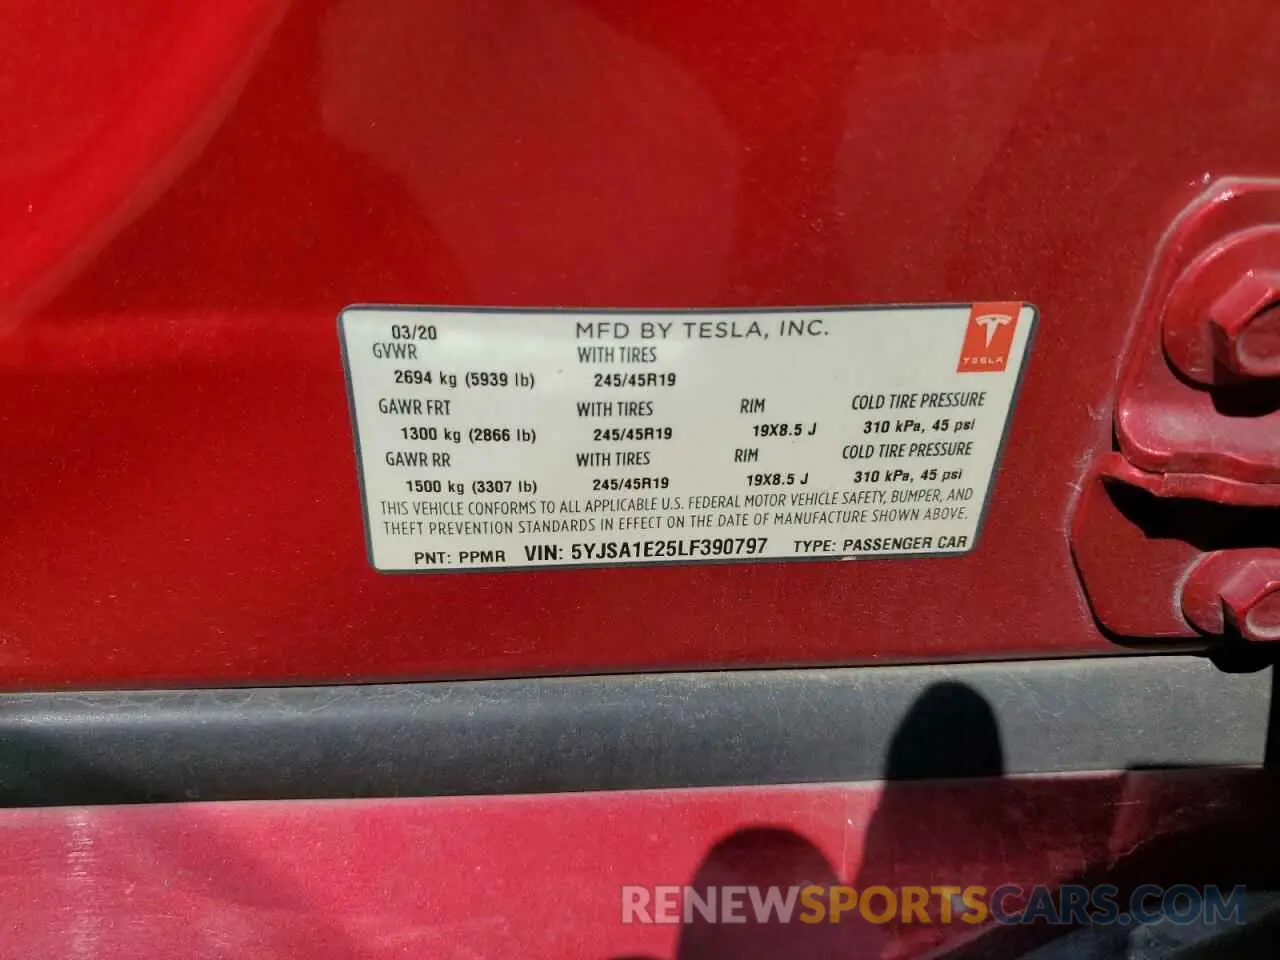 03/20 MFD BY TESLA, INC.
TESLA
GVWR WITH TIRES
2694 kg (5939 lb) 245/45R19
GAWR FRT WITH TIRES RIM COLD TIRE PRESSURE
1300 kg (2866 lb) 245/45R19 19X8.5 J 310 kPa, 45 psi
GAWR RR WITH TIRES RIM COLD TIRE PRESSURE
1500 kg (3307 lb) 245/45R19 19X8.5 J 310 kPa, 45 psi
THIS VEHICLE CONFORMS TO ALL APPLICABLE U.S. FEDERAL MOTOR VEHICLE SAFETY, BUMPER, AND
THEFT PREVENTION STANDARDS IN EFFECT ON THE DATE OF MANUFACTURE SHOWN ABOVE.
PNT: PPMR VIN: 5YJSA1E25LF390797 TYPE: PASSENGER CAR
RENEWSPORTSCARS.COM